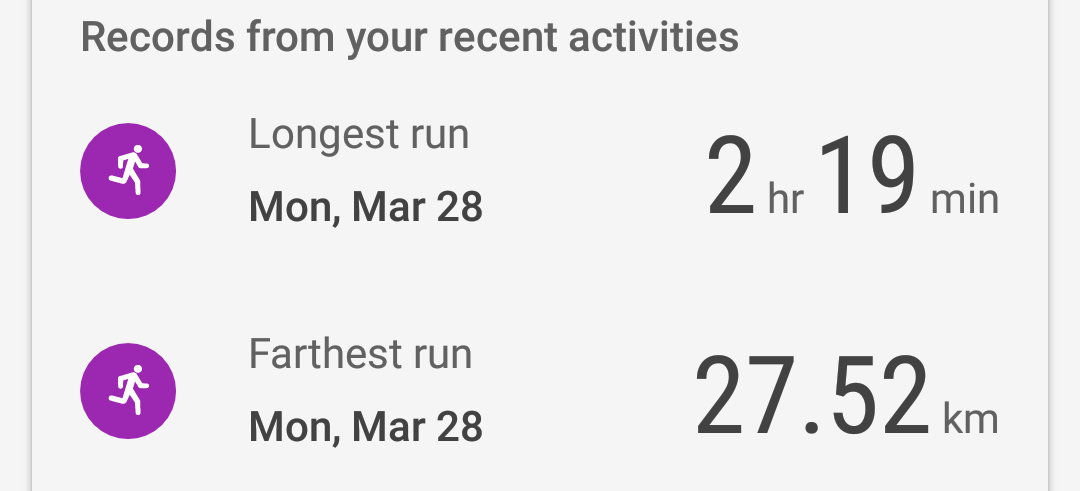 Records from your recent activities
Longest run
Mon, Mar 28
2 hr 19 min
Farthest run
Mon, Mar 28
27.52 km